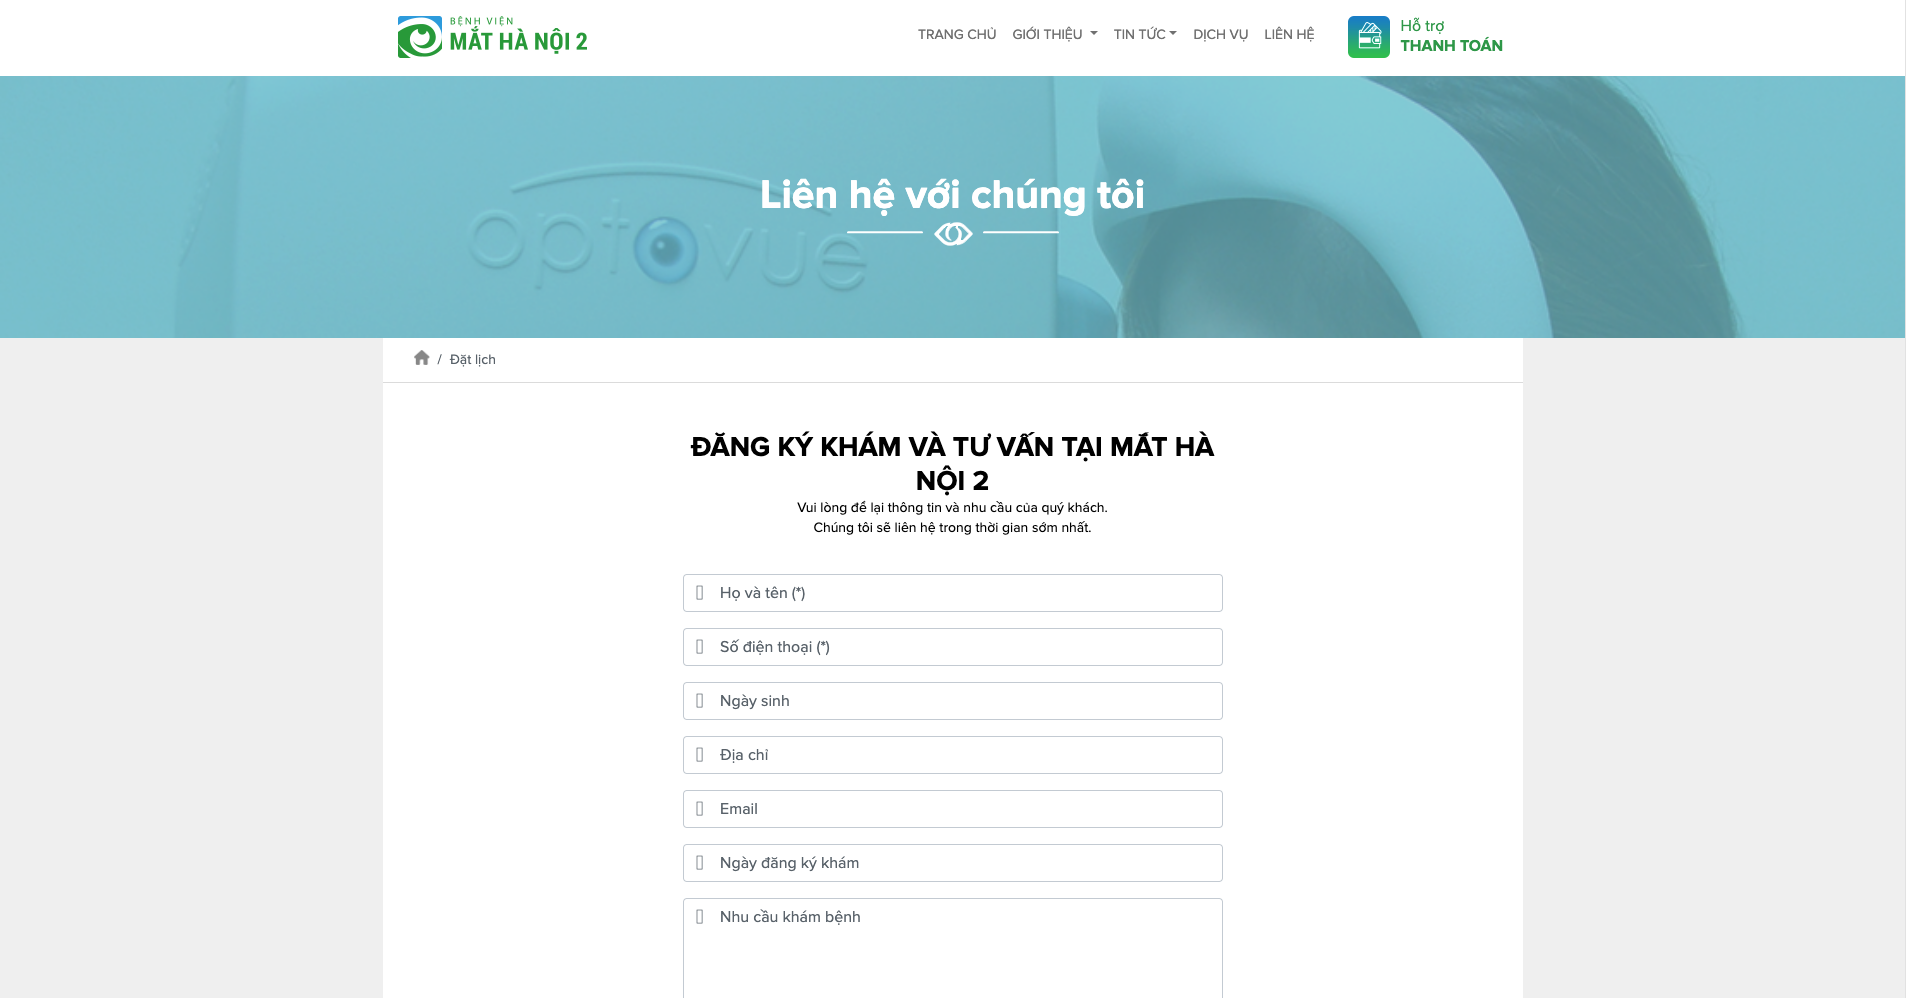 BỆNH VIỆN
MẮT HÀ NỘI 2
TRANG CHỦ
GIỚI THIỆU
TIN TỨC
DỊCH VỤ
LIÊN HỆ
Hỗ trợ
THANH TOÁN
optovue
Liên hệ với chúng tôi
/ Đặt lịch
ĐĂNG KÝ KHÁM VÀ TƯ VẤN TẠI MẮT HÀ
NỘI 2
Vui lòng để lại thông tin và nhu cầu của quý khách.
Chúng tôi sẽ liên hệ trong thời gian sớm nhất.
Họ và tên (*)
Số điện thoại (*)
Ngày sinh
Địa chỉ
Email
Ngày đăng ký khám
Nhu cầu khám bệnh